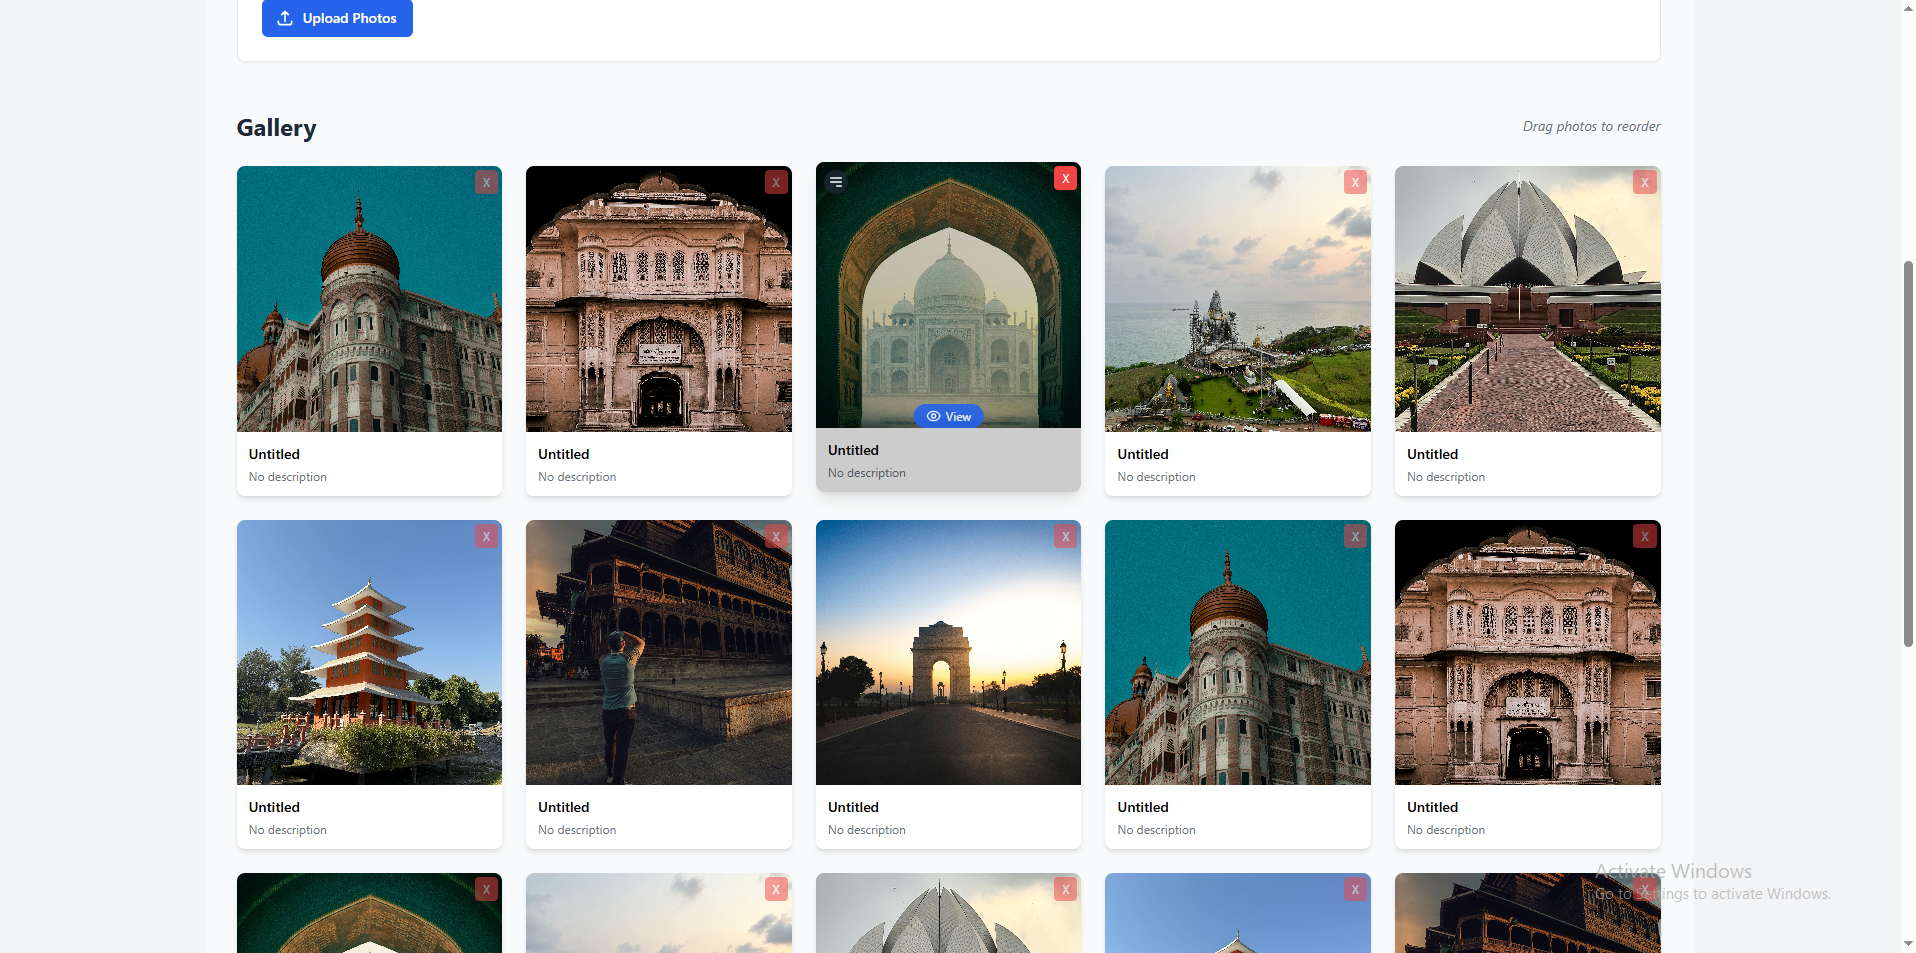 Upload Photos
Gallery
Drag photos to reorder
X
X
X
X
X
View
Untitled
No description
Untitled
No description
Untitled
No description
Untitled
No description
Untitled
No description
X
X
X
X
X
Untitled
No description
Untitled
No description
Untitled
No description
Untitled
No description
Untitled
No description
Activate Windows
Go to Settings to activate Windows.
X
X
X
X
X